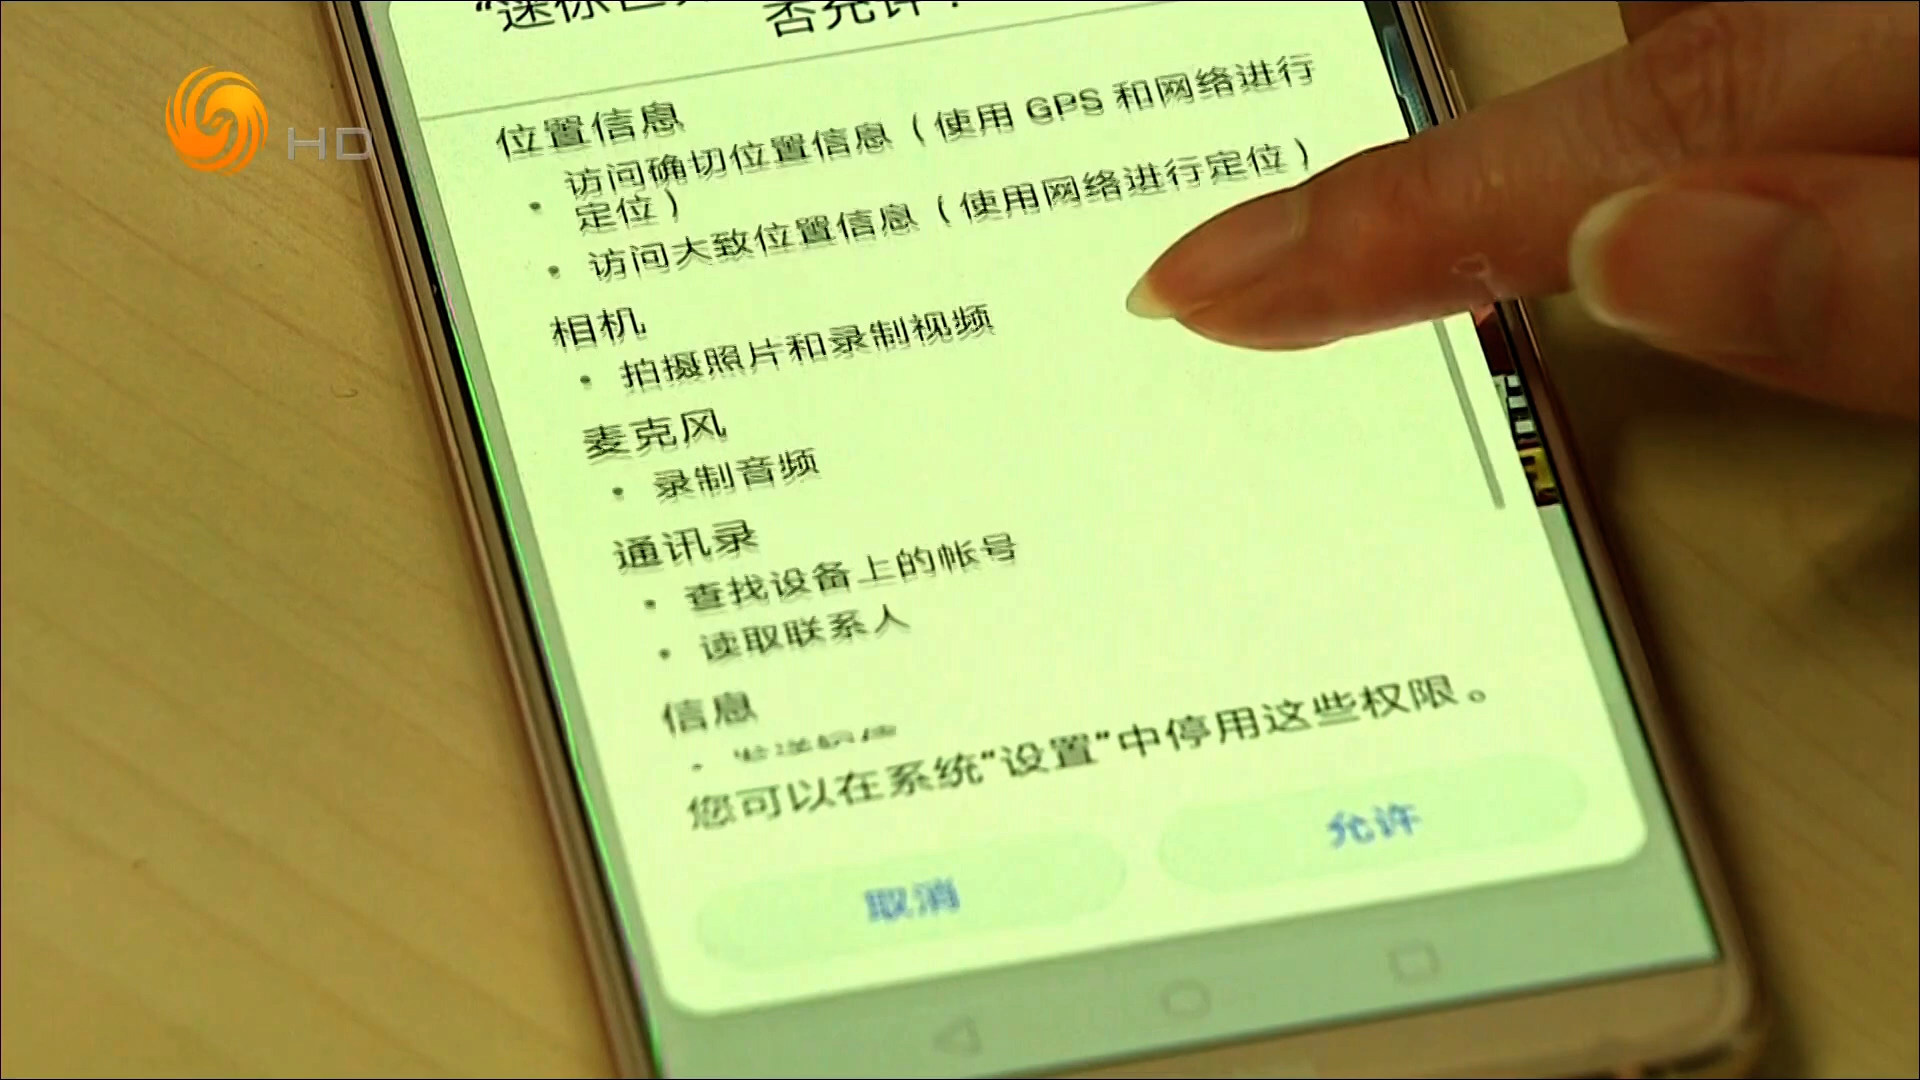 否允许？
HD
位置信息
• 访问确切位置信息（使用 GPS 和网络进行
定位）
• 访问大致位置信息（使用网络进行定位）
相机
• 拍摄照片和录制视频
麦克风
• 录制音频
通讯录
• 查找设备上的帐号
• 读取联系人
信息
• 发送短信
您可以在系统“设置”中停用这些权限。
取消
允许